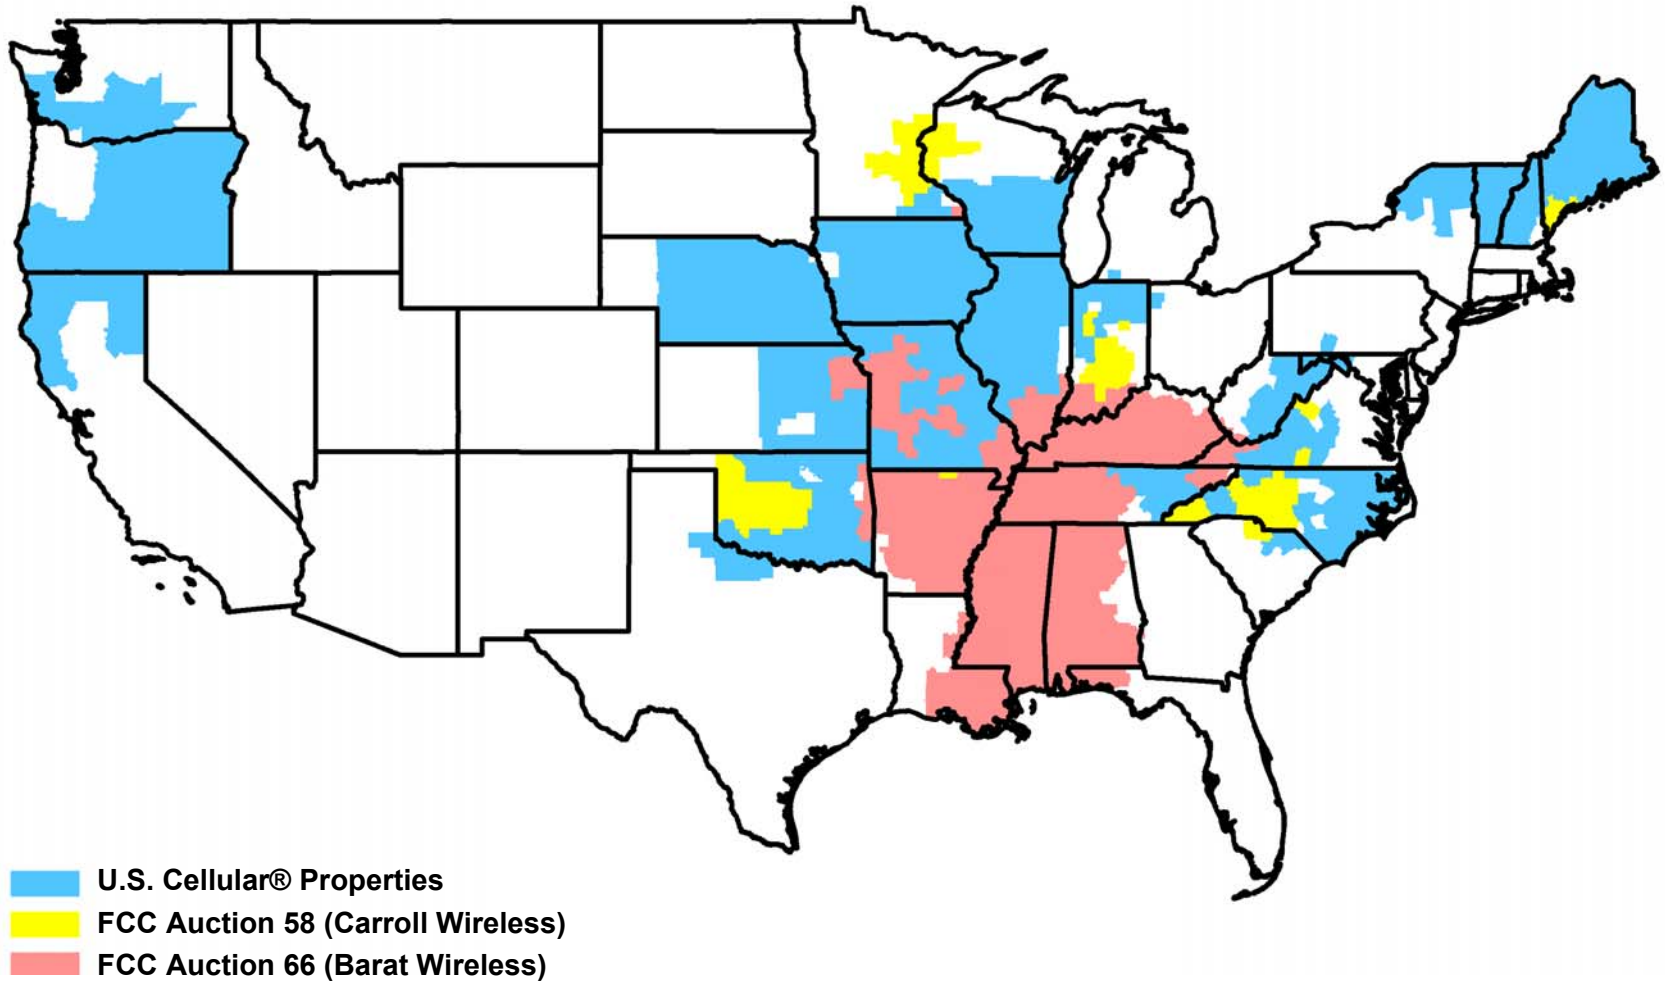 U.S. Cellular® Properties
FCC Auction 58 (Carroll Wireless)
FCC Auction 66 (Barat Wireless)